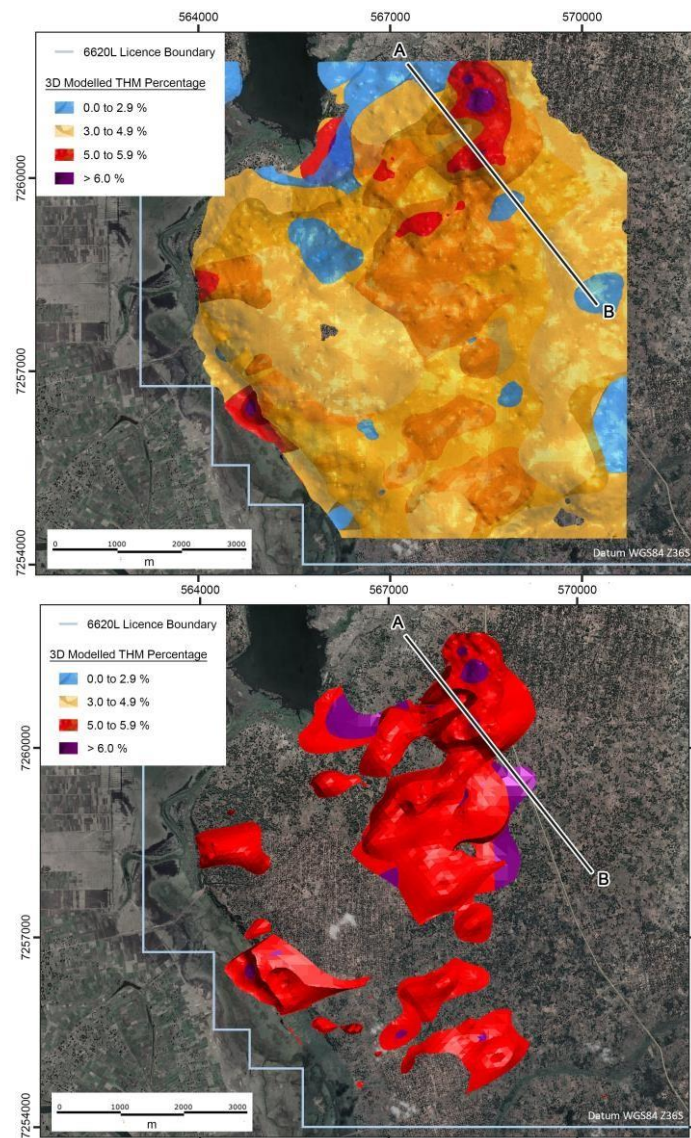 564000 567000 570000
6620L Licence Boundary
3D Modelled THM Percentage
0.0 to 2.9 %
3.0 to 4.9 %
5.0 to 5.9 %
> 6.0 %
A
7260000
B
7257000
0 1000 2000 3000
m
Datum WGS84 Z36S
7254000
564000 567000 570000
6620L Licence Boundary
3D Modelled THM Percentage
0.0 to 2.9 %
3.0 to 4.9 %
5.0 to 5.9 %
> 6.0 %
A
7260000
B
7257000
0 1000 2000 3000
m
Datum WGS84 Z36S
7254000